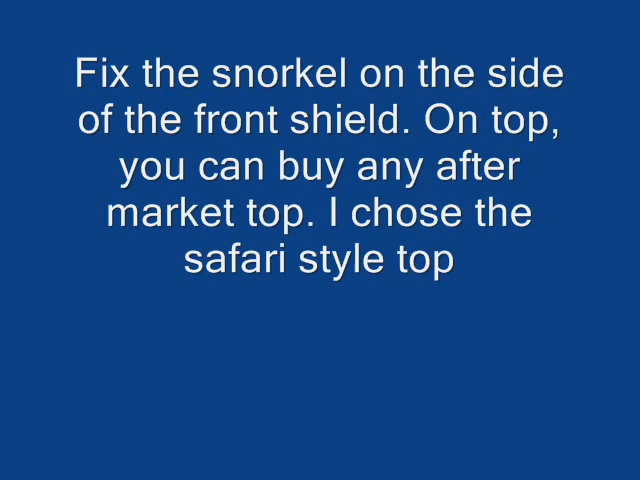 Fix the snorkel on the side
of the front shield. On top,
you can buy any after
market top. I chose the
safari style top